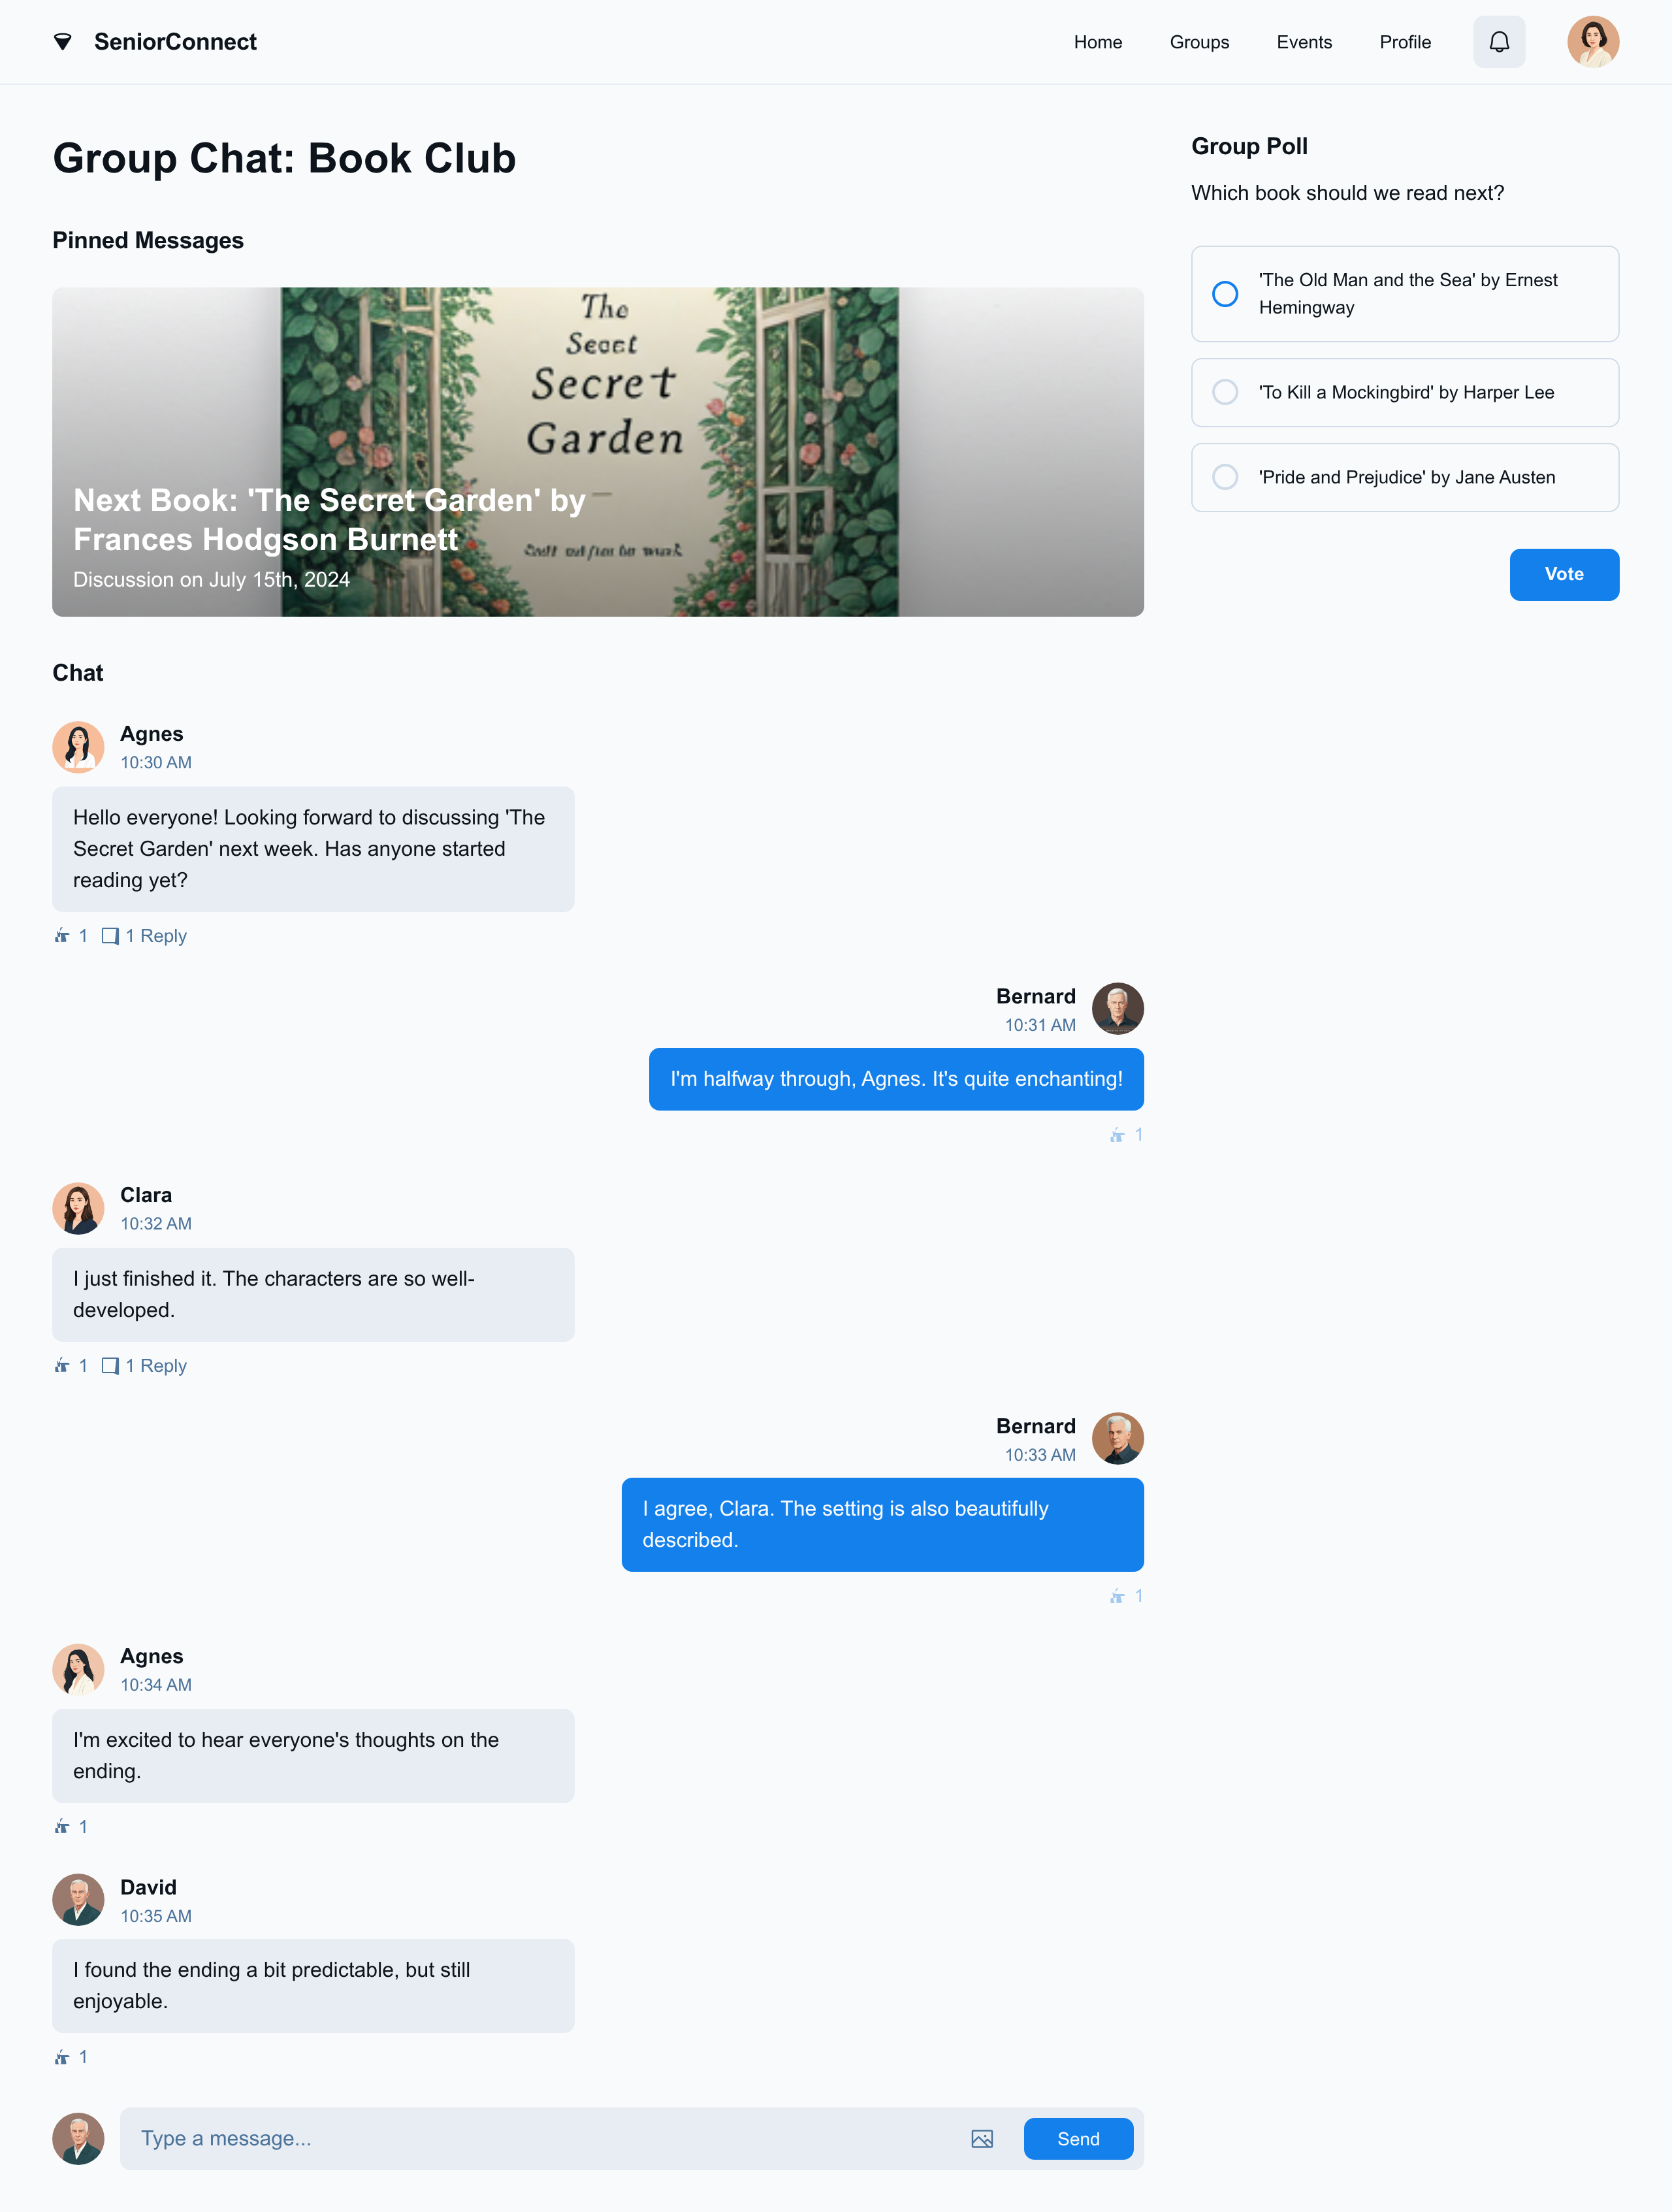 SeniorConnect
Home
Groups
Events
Profile
Group Chat: Book Club
Pinned Messages
The
Secret
Garden
Next Book: 'The Secret Garden' by
Frances Hodgson Burnett
Discussion on July 15th, 2024
Chat
Agnes
10:30 AM
Hello everyone! Looking forward to discussing 'The
Secret Garden' next week. Has anyone started
reading yet?
1
1 Reply
Bernard
10:31 AM
I'm halfway through, Agnes. It's quite enchanting!
1
Clara
10:32 AM
I just finished it. The characters are so well-
developed.
1
1 Reply
Bernard
10:33 AM
I agree, Clara. The setting is also beautifully
described.
1
Agnes
10:34 AM
I'm excited to hear everyone's thoughts on the
ending.
1
David
10:35 AM
I found the ending a bit predictable, but still
enjoyable.
1
Type a message...
Send
Group Poll
Which book should we read next?
'The Old Man and the Sea' by Ernest
Hemingway
'To Kill a Mockingbird' by Harper Lee
'Pride and Prejudice' by Jane Austen
Vote